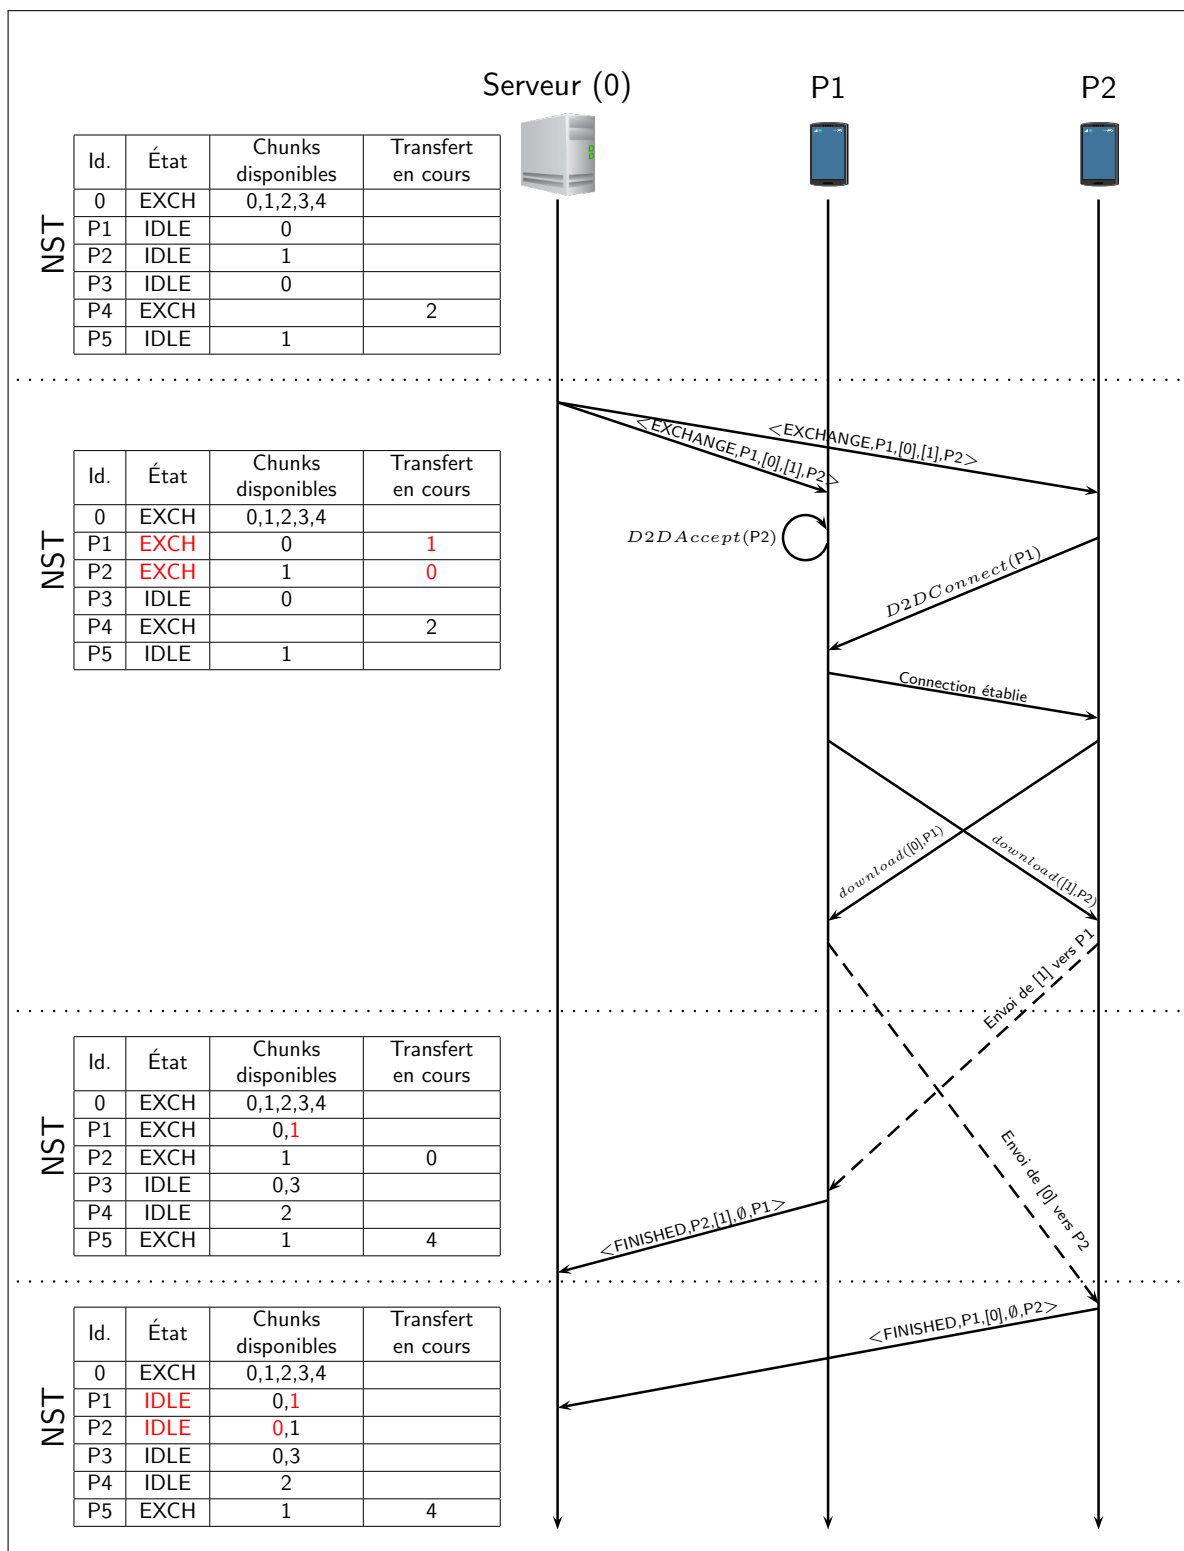 Serveur (0) P1 P2
NST
Id. État Chunks disponibles Transfert en cours
0 EXCH 0,1,2,3,4
P1 IDLE 0
P2 IDLE 1
P3 IDLE 0
P4 EXCH 2
P5 IDLE 1
<EXCHANGE,P1,[0],[1],P2>
<EXCHANGE,P1,[0],[1],P2>
NST
Id. État Chunks disponibles Transfert en cours
0 EXCH 0,1,2,3,4
P1 EXCH 0 1
P2 EXCH 1 0
P3 IDLE 0
P4 EXCH 2
P5 IDLE 1
D2DAccept(P2)
D2DConnect(P1)
Connection établie
download([0],P1)
download([1],P2)
Envoi de [1] vers P1
Envoi de [0] vers P2
NST
Id. État Chunks disponibles Transfert en cours
0 EXCH 0,1,2,3,4
P1 EXCH 0,1
P2 EXCH 1 0
P3 IDLE 0,3
P4 IDLE 2
P5 EXCH 1 4
<FINISHED,P2,[1],∅,P1>
<FINISHED,P1,[0],∅,P2>
NST
Id. État Chunks disponibles Transfert en cours
0 EXCH 0,1,2,3,4
P1 IDLE 0,1
P2 IDLE 0,1
P3 IDLE 0,3
P4 IDLE 2
P5 EXCH 1 4